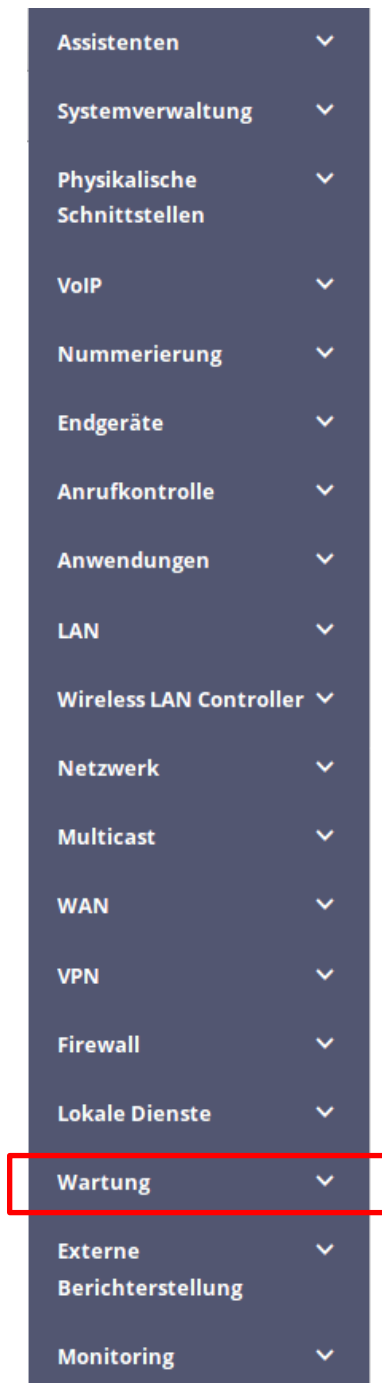 Assistenten
Systemverwaltung
Physikalische
Schnittstellen
VoIP
Nummerierung
Endgeräte
Anrufkontrolle
Anwendungen
LAN
Wireless LAN Controller
Netzwerk
Multicast
WAN
VPN
Firewall
Lokale Dienste
Wartung
Externe
Berichterstellung
Monitoring